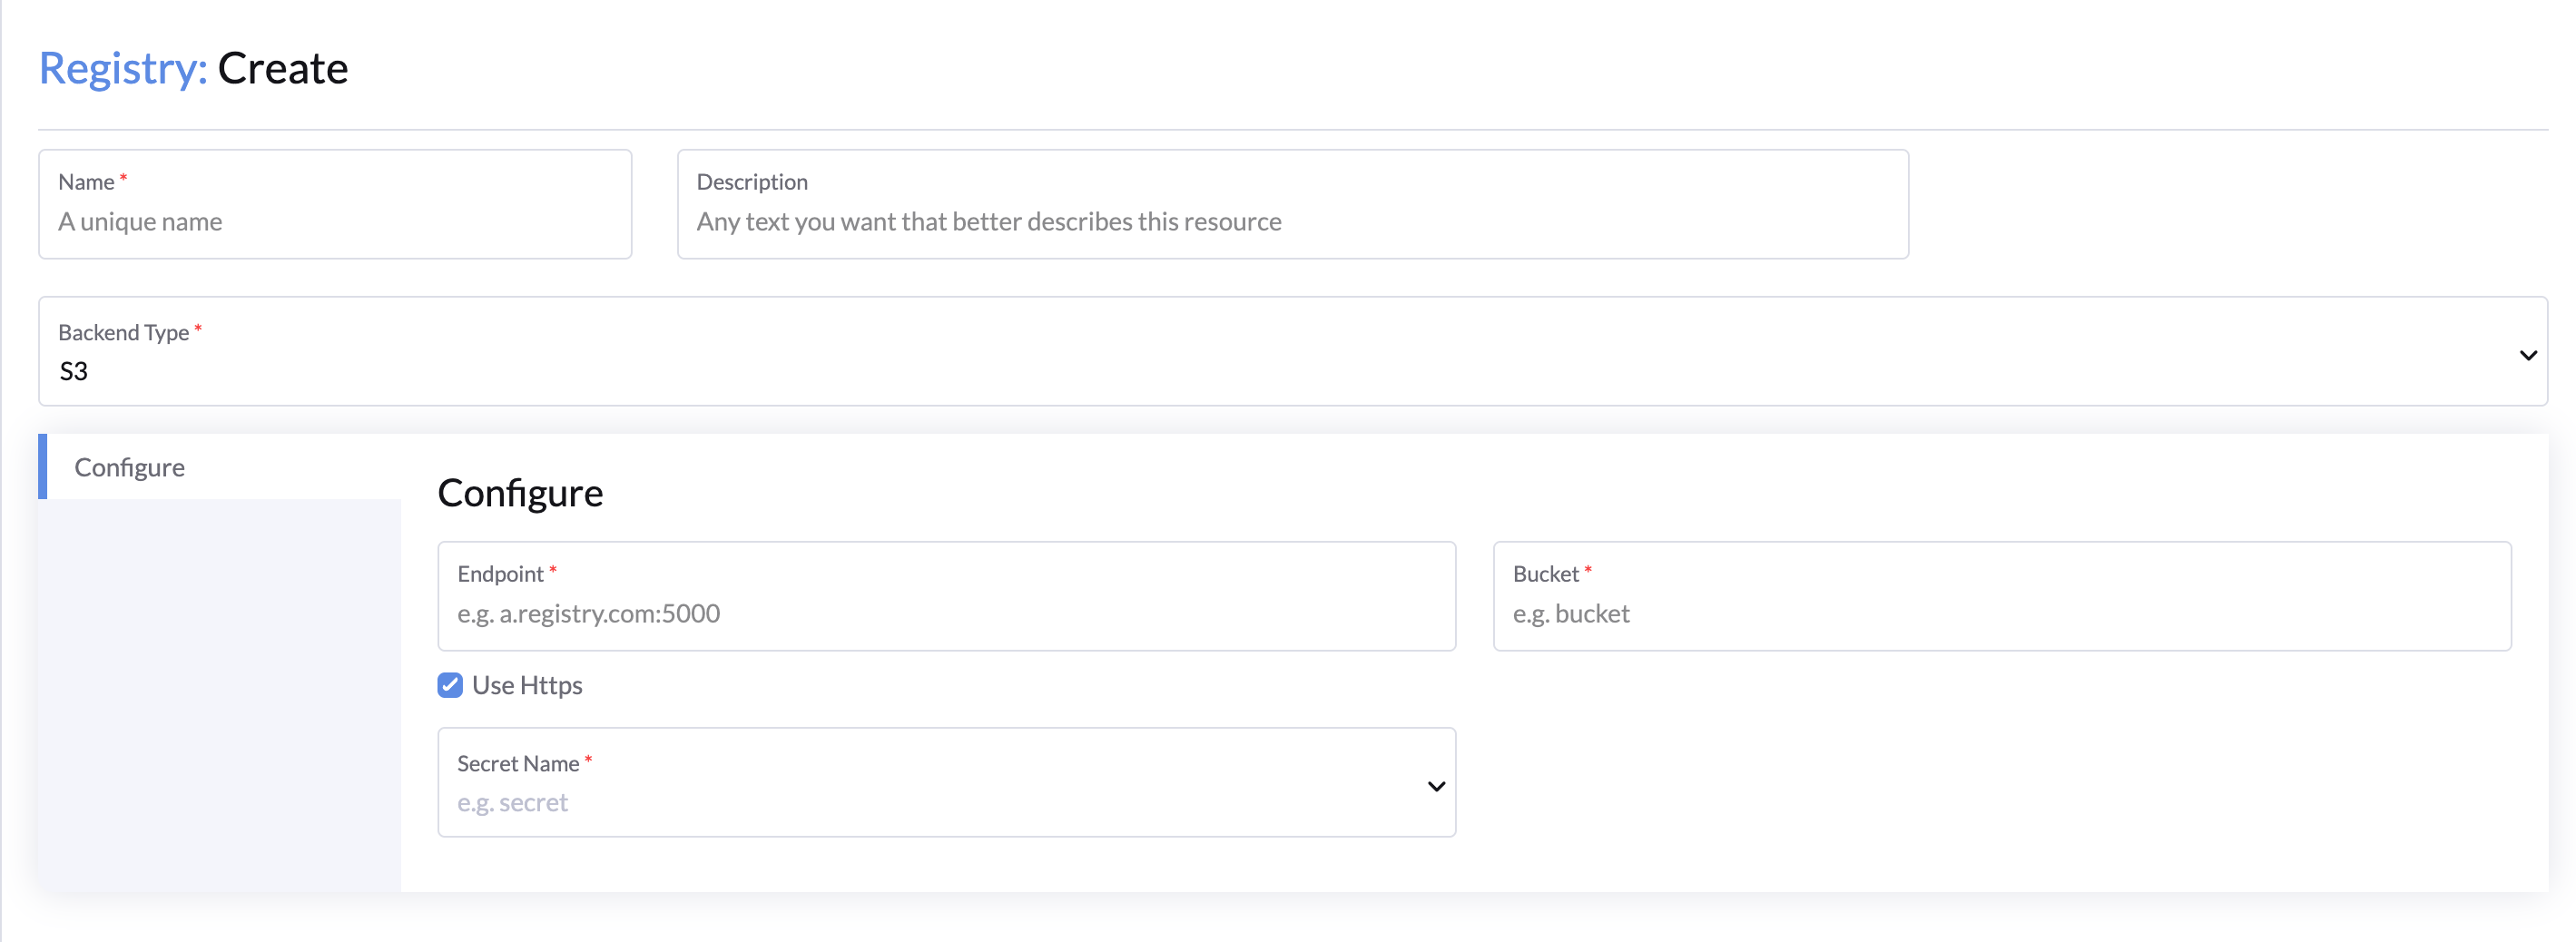 Registry: Create
Name *
A unique name
Description
Any text you want that better describes this resource
Backend Type *
S3
Configure
Configure
Endpoint *
e.g. a.registry.com:5000
Bucket *
e.g. bucket
Use Https
Secret Name *
e.g. secret